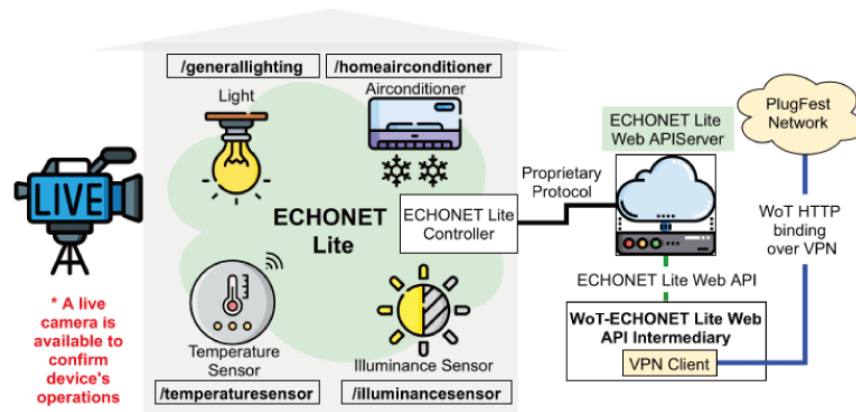 /generallighting
/homeairconditioner
Light
Airconditioner
LIVE
* A live
camera is
available to
confirm
device's
operations
ECHONET
Lite
ECHONET Lite
Controller
Temperature
Sensor
/temperaturesensor
Illuminance Sensor
/illuminancesensor
Proprietary
Protocol
ECHONET Lite
Web APIServer
PlugFest
Network
WoT HTTP
binding
over VPN
ECHONET Lite Web API
WoT-ECHONET Lite Web
API Intermediary
VPN Client